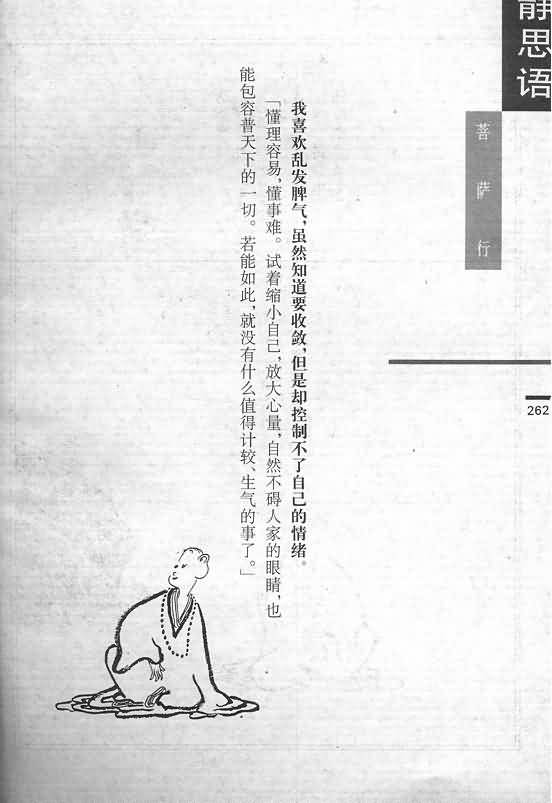 静思语
菩萨行
262
我喜欢乱发脾气,虽然知道要收敛,但是却控制不了自己的情绪。
「懂理容易,懂事难。试着缩小自己,放大心量,自然不碍人家的眼睛,也
能包容普天下的一切。若能如此,就没有什么值得计较、生气的事了。」